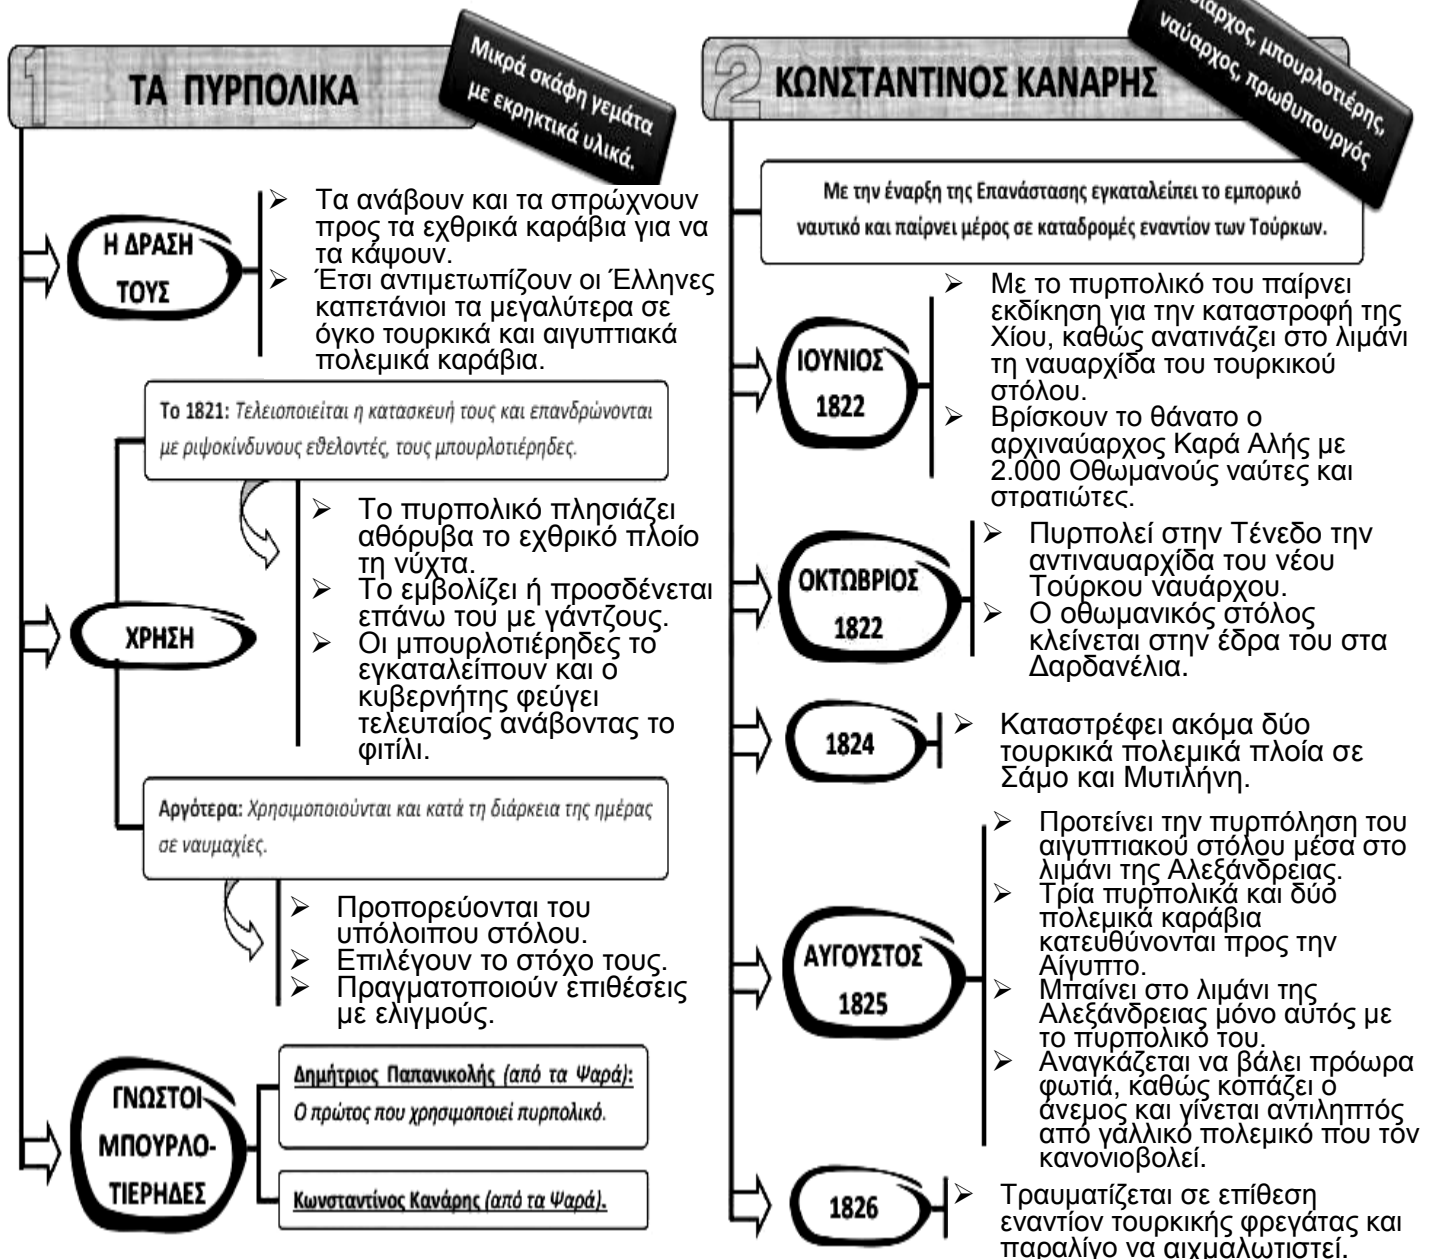 1 ΤΑ ΠΥΡΠΟΛΙΚΑ
Μικρά σκάφη γεμάτα
με εκρηκτικά υλικά.
Η ΔΡΑΣΗ
ΤΟΥΣ
Τα ανάβουν και τα σπρώχνουν
προς τα εχθρικά καράβια για να
τα κάψουν.
Έτσι αντιμετωπίζουν οι Έλληνες
καπετάνιοι τα μεγαλύτερα σε
όγκο τουρκικά και αιγυπτιακά
πολεμικά καράβια.
Το 1821: Τελειοποιείται η κατασκευή τους και επανδρώνονται
με ριψοκίνδυνους εθελοντές, τους μπουρλοτιέρηδες.
Το πυρπολικό πλησιάζει
αθόρυβα το εχθρικό πλοίο
τη νύχτα.
Το εμβολίζει ή προσδένεται
επάνω του με γάντζους.
Οι μπουρλοτιέρηδες το
εγκαταλείπουν και ο
κυβερνήτης φεύγει
τελευταίος ανάβοντας το
φιτίλι.
ΧΡΗΣΗ
Αργότερα: Χρησιμοποιούνται και κατά τη διάρκεια της ημέρας
σε ναυμαχίες.
Προπορεύονται του
υπόλοιπου στόλου.
Επιλέγουν το στόχο τους.
Πραγματοποιούν επιθέσεις
με ελιγμούς.
ΓΝΩΣΤΟΙ
ΜΠΟΥΡΛΟ-
ΤΙΕΡΗΔΕΣ
Δημήτριος Παπανικολής (από τα Ψαρά):
Ο πρώτος που χρησιμοποιεί πυρπολικό.
Κωνσταντίνος Κανάρης (από τα Ψαρά).
2 ΚΩΝΣΤΑΝΤΙΝΟΣ ΚΑΝΑΡΗΣ
μπουρλοτιέρης,
ναύαρχος, πρωθυπουργός
Με την έναρξη της Επανάστασης εγκαταλείπει το εμπορικό
ναυτικό και παίρνει μέρος σε καταδρομές εναντίον των Τούρκων.
ΙΟΥΝΙΟΣ
1822
Με το πυρπολικό του παίρνει
εκδίκηση για την καταστροφή της
Χίου, καθώς ανατινάζει στο λιμάνι
τη ναυαρχίδα του τουρκικού
στόλου.
Βρίσκουν το θάνατο ο
αρχιναύαρχος Καρά Αλής με
2.000 Οθωμανούς ναύτες και
στρατιώτες.
ΟΚΤΩΒΡΙΟΣ
1822
Πυρπολεί στην Τένεδο την
αντιναυαρχίδα του νέου
Τούρκου ναυάρχου.
Ο οθωμανικός στόλος
κλείνεται στην έδρα του στα
Δαρδανέλια.
1824
Καταστρέφει ακόμα δύο
τουρκικά πολεμικά πλοία σε
Σάμο και Μυτιλήνη.
ΑΥΓΟΥΣΤΟΣ
1825
Προτείνει την πυρπόληση του
αιγυπτιακού στόλου μέσα στο
λιμάνι της Αλεξάνδρειας.
Τρία πυρπολικά και δύο
πολεμικά καράβια
κατευθύνονται προς την
Αίγυπτο.
Μπαίνει στο λιμάνι της
Αλεξάνδρειας μόνο αυτός με
το πυρπολικό του.
Αναγκάζεται να βάλει πρόωρα
φωτιά, καθώς κοπάζει ο
άνεμος και γίνεται αντιληπτός
από γαλλικό πολεμικό που τον
κανονιοβολεί.
1826
Τραυματίζεται σε επίθεση
εναντίον τουρκικής φρεγάτας και
παραλίγο να αιχμαλωτιστεί.